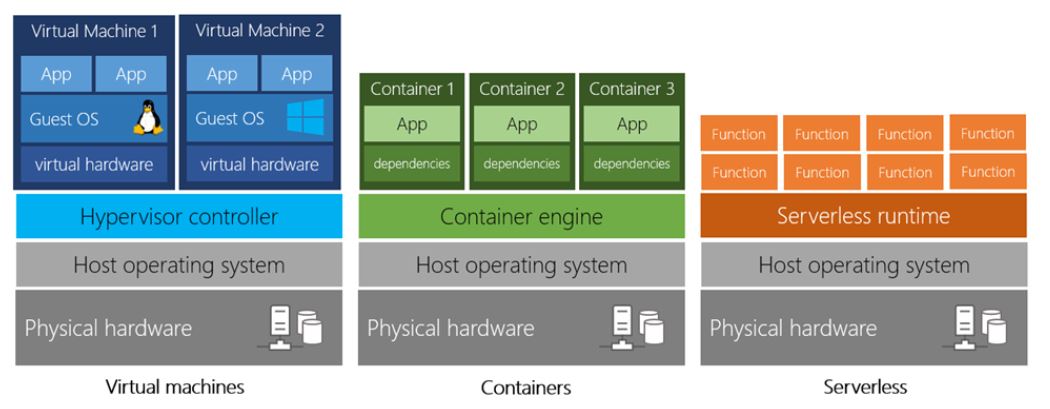 Virtual Machine 1
App App
Guest OS
virtual hardware
Virtual Machine 2
App App
Guest OS
virtual hardware
Hypervisor controller
Host operating system
Physical hardware
Virtual machines
Container 1
App
dependencies
Container 2
App
dependencies
Container 3
App
dependencies
Container engine
Host operating system
Physical hardware
Containers
Function Function Function Function
Function Function Function Function
Serverless runtime
Host operating system
Physical hardware
Serverless